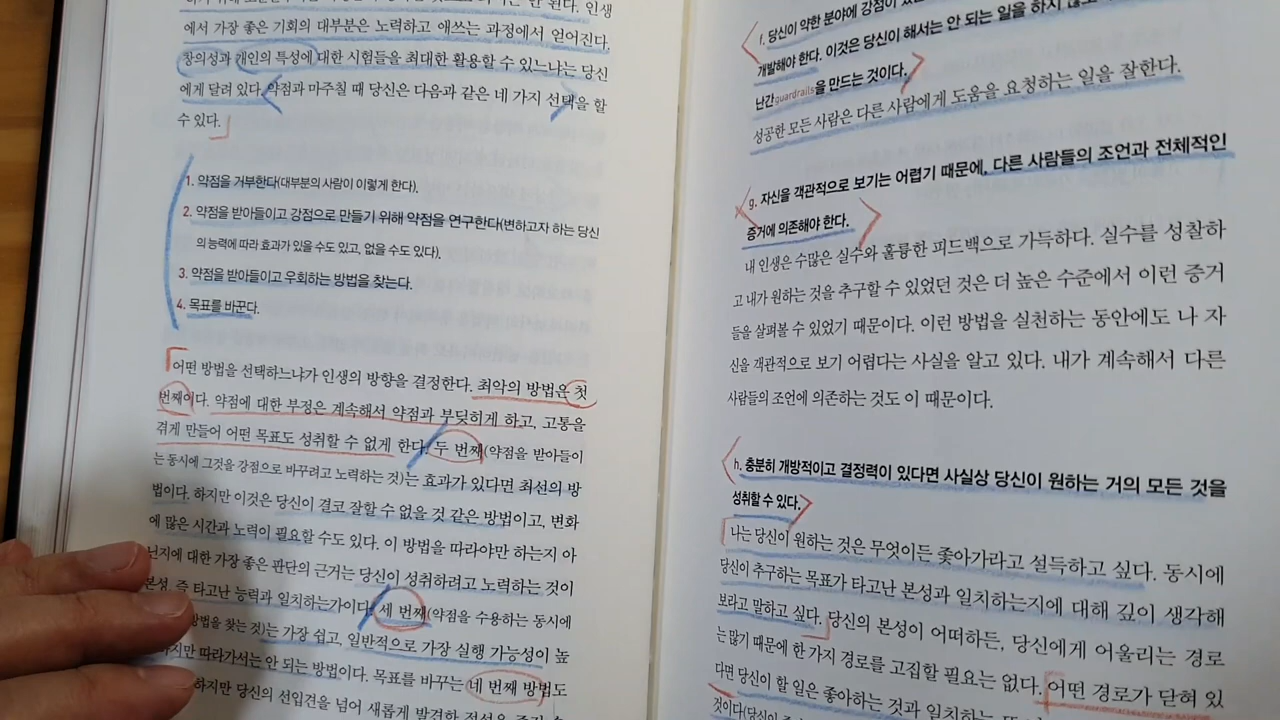 안 된다. 인생
에서 가장 좋은 기회의 대부분은 노력하고 애쓰는 과정에서 얻어진다.
창의성과 개인의 특성에 대한 시험들을 최대한 활용할 수 있느냐는 당신
에게 달려 있다. 약점과 마주칠 때 당신은 다음과 같은 네 가지 선택을 할
수 있다.
1. 약점을 거부한다(대부분의 사람이 이렇게 한다).
2. 약점을 받아들이고 강점으로 만들기 위해 약점을 연구한다(변하고자 하는 당신
의 능력에 따라 효과가 있을 수도 있고, 없을 수도 있다).
3. 약점을 받아들이고 우회하는 방법을 찾는다.
4. 목표를 바꾼다.
어떤 방법을 선택하느냐가 인생의 방향을 결정한다. 최악의 방법은 첫
번째이다. 약점에 대한 부정은 계속해서 약점과 부딪히게 하고, 고통을
겪게 만들어 어떤 목표도 성취할 수 없게 한다. 두 번째(약점을 받아들이
는 동시에 그것을 강점으로 바꾸려고 노력하는 것)는 효과가 있다면 최선의 방
법이다. 하지만 이것은 당신이 결코 잘할 수 없을 것 같은 방법이고, 변화
에 많은 시간과 노력이 필요할 수도 있다. 이 방법을 따라야만 하는지 아
닌지에 대한 가장 좋은 판단의 근거는 당신이 성취하려고 노력하는 것이
본성, 즉 타고난 능력과 일치하는가이다. 세 번째(약점을 수용하는 동시에
방법을 찾는 것)는 가장 쉽고, 일반적으로 가장 실행 가능성이 높
지만 따라가서는 안 되는 방법이다. 목표를 바꾸는 네 번째 방법도
하지만 당신의 선입견을 넘어 새롭게 발견한
f. 당신이 약한 분야에 강점이
개발해야 한다. 이것은 당신이 해서는 안 되는 일을 하지
난간guardrails을 만드는 것이다.
성공한 모든 사람은 다른 사람에게 도움을 요청하는 일을 잘한다.
g. 자신을 객관적으로 보기는 어렵기 때문에, 다른 사람들의 조언과 전체적인
증거에 의존해야 한다.
내 인생은 수많은 실수와 훌륭한 피드백으로 가득하다. 실수를 성찰하
고 내가 원하는 것을 추구할 수 있었던 것은 더 높은 수준에서 이런 증거
들을 살펴볼 수 있었기 때문이다. 이런 방법을 실천하는 동안에도 나 자
신을 객관적으로 보기 어렵다는 사실을 알고 있다. 내가 계속해서 다른
사람들의 조언에 의존하는 것도 이 때문이다.
h. 충분히 개방적이고 결정력이 있다면 사실상 당신이 원하는 거의 모든 것을
성취할 수 있다.
나는 당신이 원하는 것은 무엇이든 좇아가라고 설득하고 싶다. 동시에
당신이 추구하는 목표가 타고난 본성과 일치하는지에 대해 깊이 생각해
보라고 말하고 싶다. 당신의 본성이 어떠하든, 당신에게 어울리는 경로
는 많기 때문에 한 가지 경로를 고집할 필요는 없다. 어떤 경로가 닫혀 있
다면 당신이 할 일은 좋아하는 것과 일치하는
것이다(당신이